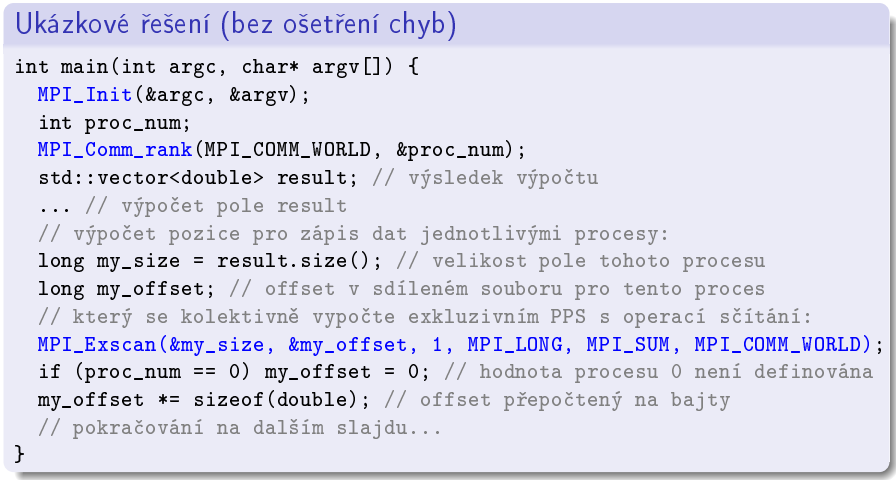 Ukázkové řešení (bez ošetření chyb)
int main(int argc, char* argv[]) {
  MPI_Init(&argc, &argv);
  int proc_num;
  MPI_Comm_rank(MPI_COMM_WORLD, &proc_num);
  std::vector<double> result; // výsledek výpočtu
  ... // výpočet pole result
  // výpočet pozice pro zápis dat jednotlivými procesy:
  long my_size = result.size(); // velikost pole tohoto procesu
  long my_offset; // offset v sdíleném souboru pro tento proces
  // který se kolektivně vypočte exkluzivním PPS s operací sčítání:
  MPI_Exscan(&my_size, &my_offset, 1, MPI_LONG, MPI_SUM, MPI_COMM_WORLD);
  if (proc_num == 0) my_offset = 0; // hodnota procesu 0 není definována
  my_offset *= sizeof(double); // offset přepočtený na bajty
  // pokračování na dalším slajdu...
}